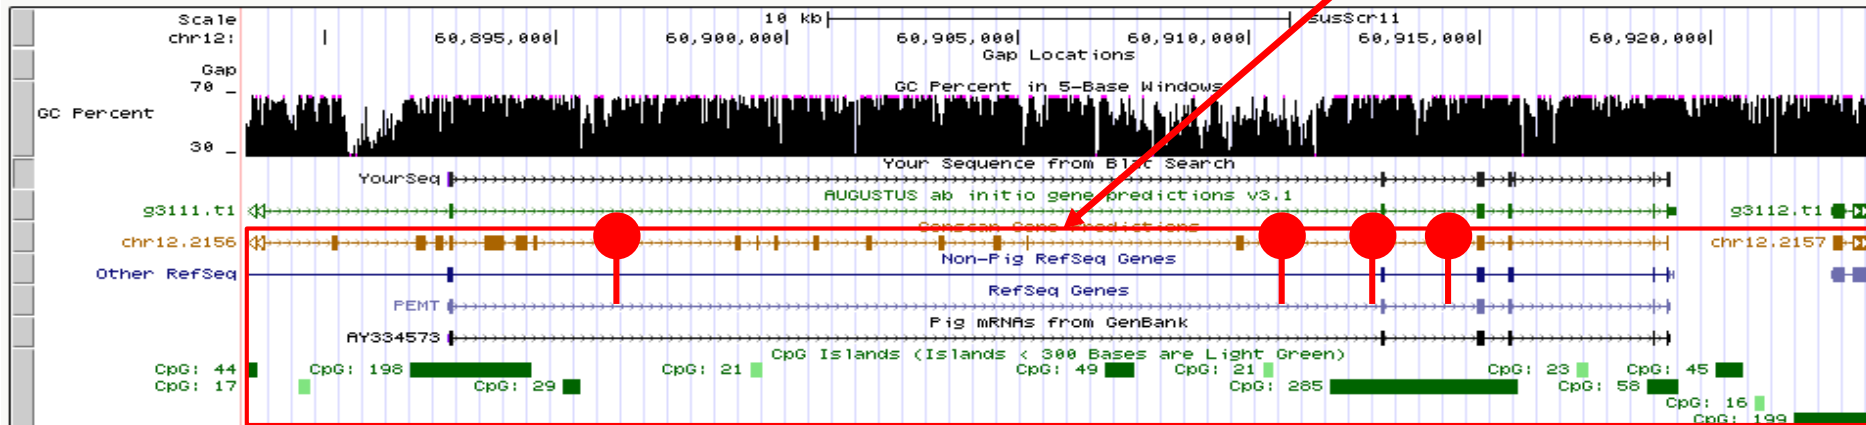 Scale 10 kb susScr11
chr12: 60,895,000 60,900,000 60,905,000 60,910,000 60,915,000 60,920,000
Gap Locations
Gap
70
GC Percent in 5-Base Windows
GC Percent
30
Your Sequence from Blat Search
YourSeq
AUGUSTUS ab initio gene predictions v3.1
g3111.t1 g3112.t1
Genscan Gene Predictions
chr12.2156 chr12.2157
Non-Pig RefSeq Genes
Other RefSeq
RefSeq Genes
PEMT
Pig mRNAs from GenBank
AY334573
CpG Islands (Islands < 300 Bases are Light Green)
CpG: 44 CpG: 198 CpG: 21 CpG: 49 CpG: 21 CpG: 23 CpG: 45
CpG: 17 CpG: 29 CpG: 285 CpG: 58
CpG: 16
CpG: 199